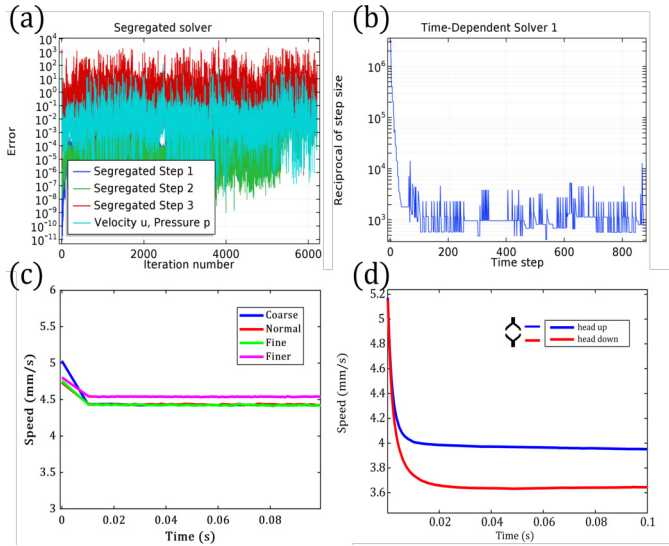 (a)
Segregated solver
Error
10^4
10^3
10^2
10^1
10^0
10^-1
10^-2
10^-3
10^-4
10^-5
10^-6
10^-7
10^-8
10^-9
10^-10
10^-11
Segregated Step 1
Segregated Step 2
Segregated Step 3
Velocity u, Pressure p
0 2000 4000 6000
Iteration number
(b)
Time-Dependent Solver 1
Reciprocal of step size
10^6
10^5
10^4
10^3
0 200 400 600 800
Time step
(c)
Speed (mm/s)
6
5.5
5
4.5
4
3.5
3
Coarse
Normal
Fine
Finer
0 0.02 0.04 0.06 0.08
Time (s)
(d)
Speed (mm/s)
5.2
5
4.8
4.6
4.4
4.2
4
3.8
3.6
head up
head down
0.02 0.04 0.06 0.08 0.1
Time (s)